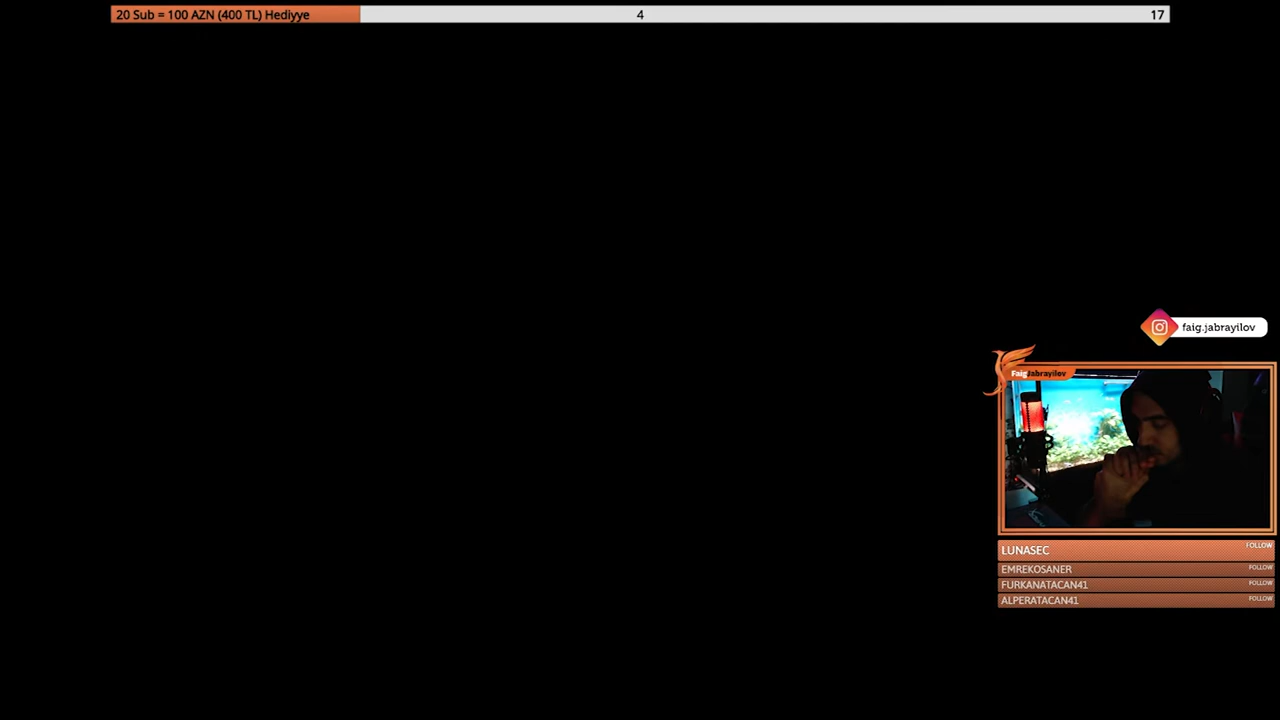 20 Sub = 100 AZN (400 TL) Hediyye 4 17
faig.jabrayilov
FaigJabrayilov
LUNASEC FOLLOW
EMREKOSANER FOLLOW
FURKANATACAN41 FOLLOW
ALPERATACAN41 FOLLOW